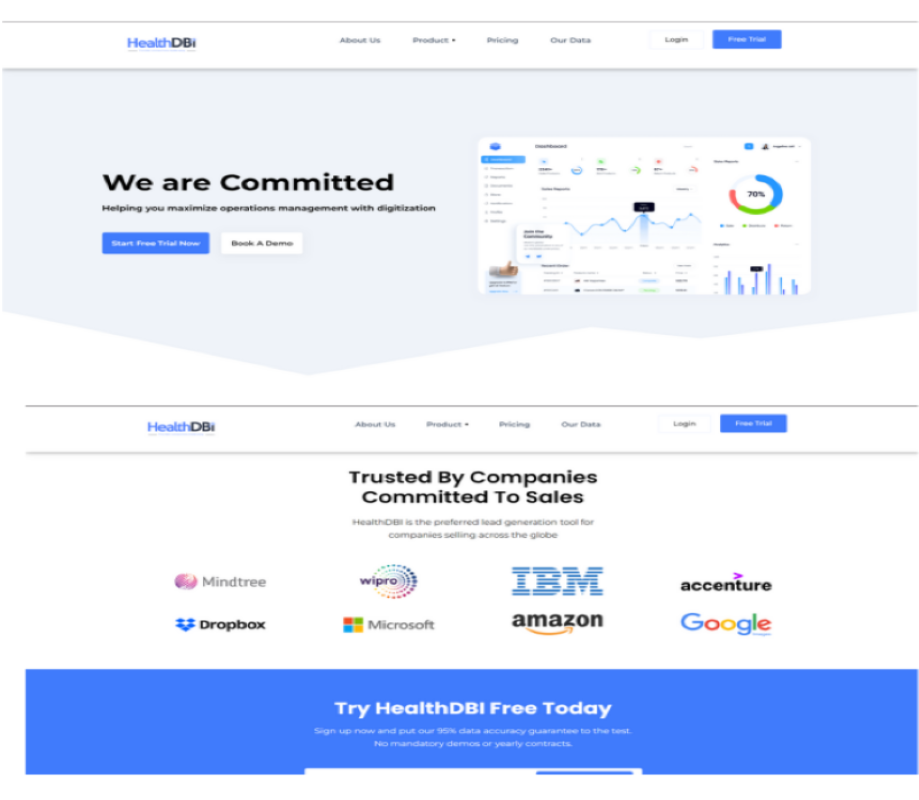 HealthDBi
About Us Product Pricing Our Data Login Free Trial
We are Committed
Helping you maximize operations management with digitization
Start Free Trial Now Book A Demo
Dashboard
70%
Join the
Community
HealthDBi
About Us Product Pricing Our Data Login Free Trial
Trusted By Companies
Committed To Sales
HealthDBI is the preferred lead generation tool for
companies selling across the globe
Mindtree wipro IBM accenture
Dropbox Microsoft amazon Google
Try HealthDBI Free Today
Sign up now and put our 95% data accuracy guarantee to the test.
No mandatory demos or yearly contracts.